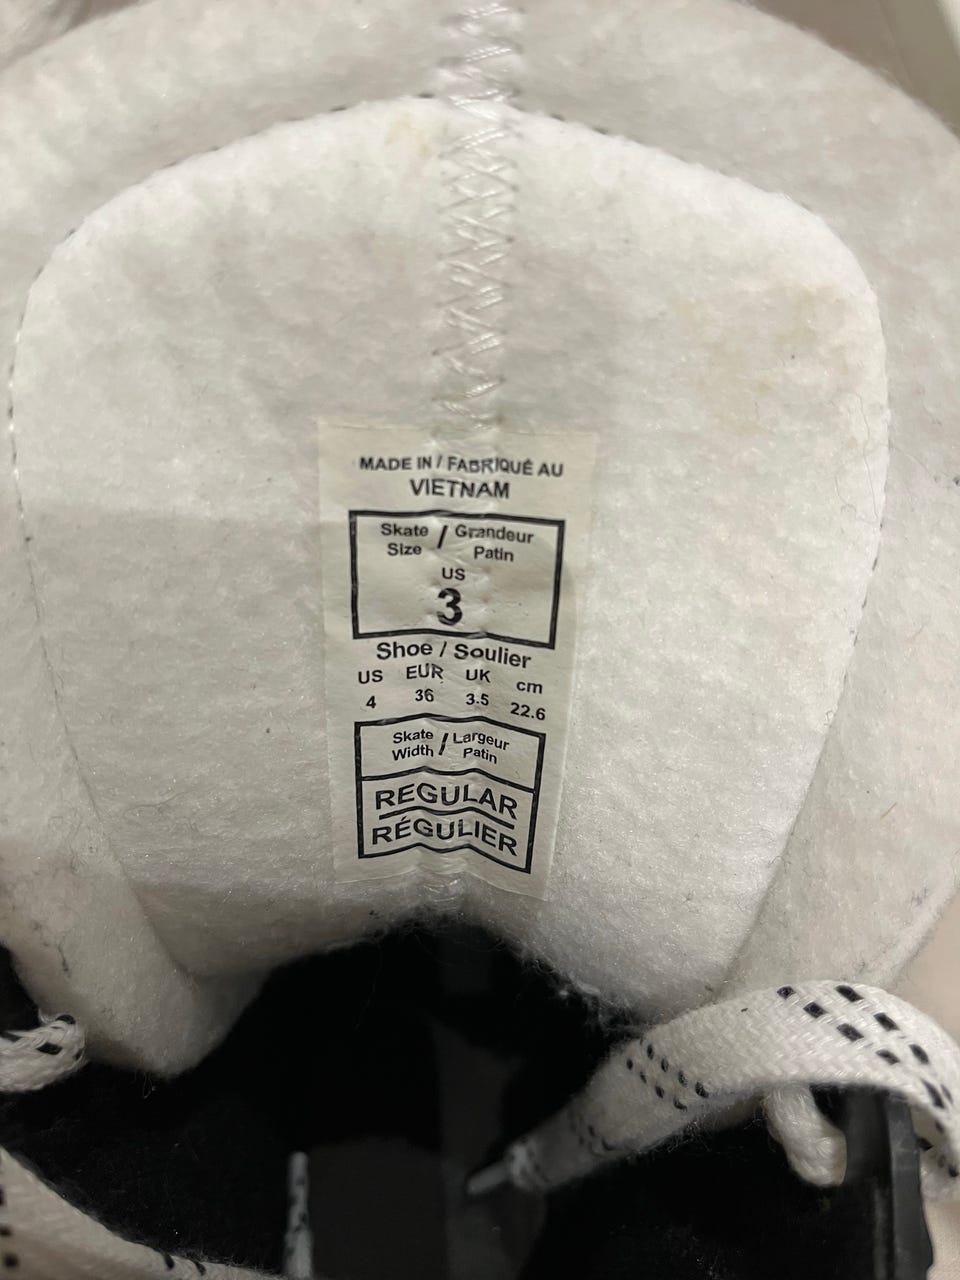 MADE IN / FABRIQUÉ AU
VIETNAM
Skate / Grandeur
Size Patin
US
3
Shoe / Soulier
US EUR UK cm
4 36 3.5 22.6
Skate / Largeur
Width Patin
REGULAR
RÉGULIER